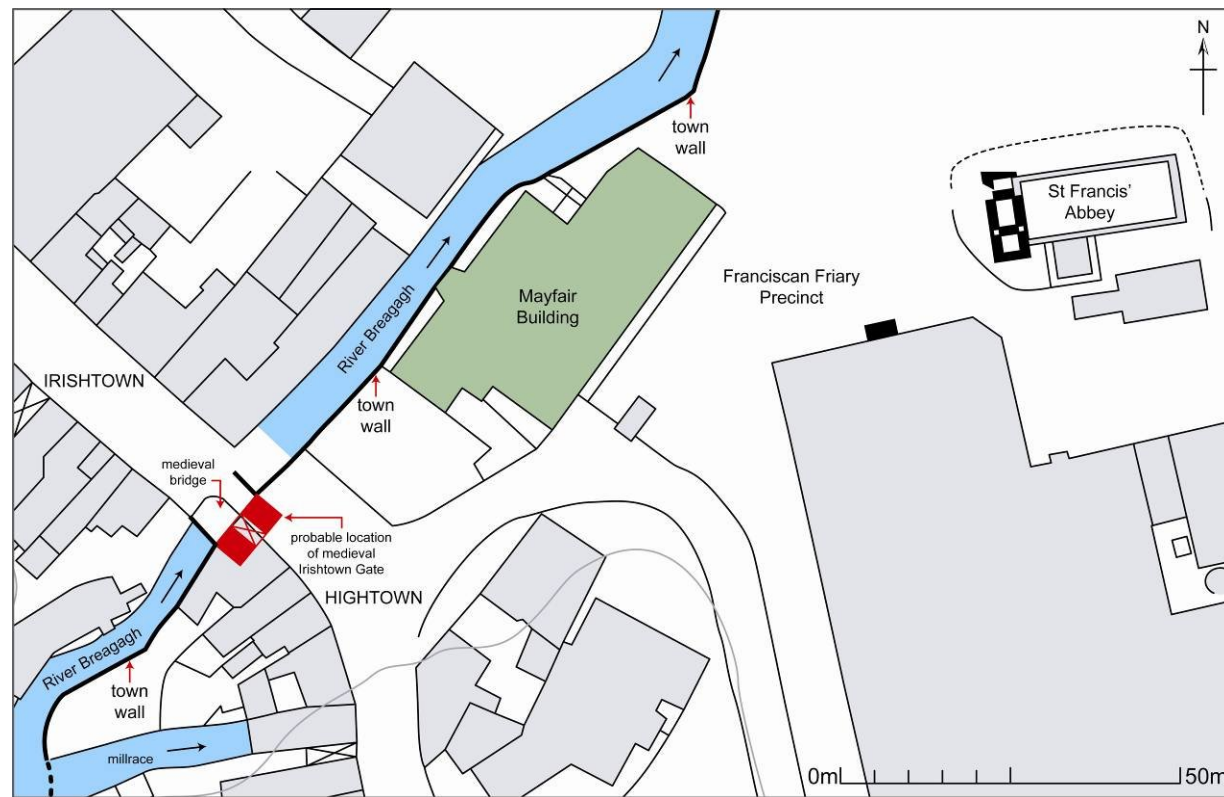 N
town
wall
St Francis'
Abbey
Franciscan Friary
Precinct
Mayfair
Building
River Breagagh
IRISHTOWN
town
wall
medieval
bridge
probable location
of medieval
Irishtown Gate
HIGHTOWN
River Breagagh
town
wall
millrace
0m
50m